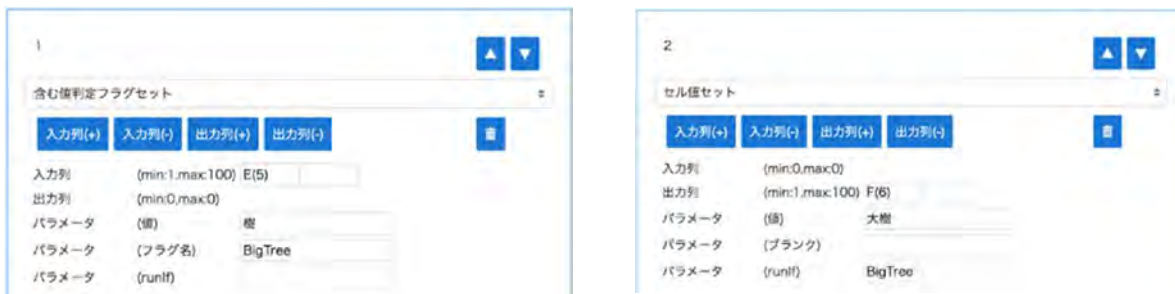 1
▲ ▼
含む値判定フラグセット
入力列(+) 入力列(-) 出力列(+) 出力列(-)
入力列 (min:1,max:100) E(5)
出力列 (min:0,max:0)
パラメータ (値) 樹
パラメータ (フラグ名) BigTree
パラメータ (runIf)
2
▲ ▼
セル値セット
入力列(+) 入力列(-) 出力列(+) 出力列(-)
入力列 (min:0,max:0)
出力列 (min:1,max:100) F(6)
パラメータ (値) 大樹
パラメータ (ブランク)
パラメータ (runIf) BigTree